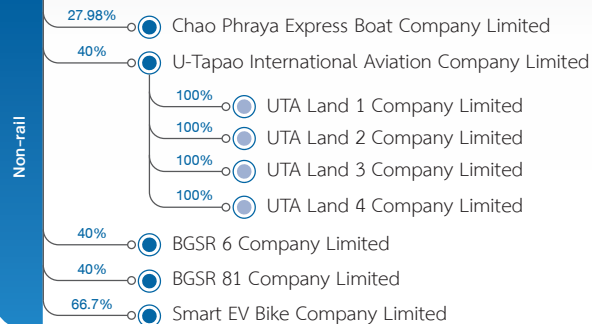 27.98%
Chao Phraya Express Boat Company Limited
40%
U-Tapao International Aviation Company Limited
100%
UTA Land 1 Company Limited
100%
UTA Land 2 Company Limited
100%
UTA Land 3 Company Limited
100%
UTA Land 4 Company Limited
Non-rail
40%
BGSR 6 Company Limited
40%
BGSR 81 Company Limited
66.7%
Smart EV Bike Company Limited